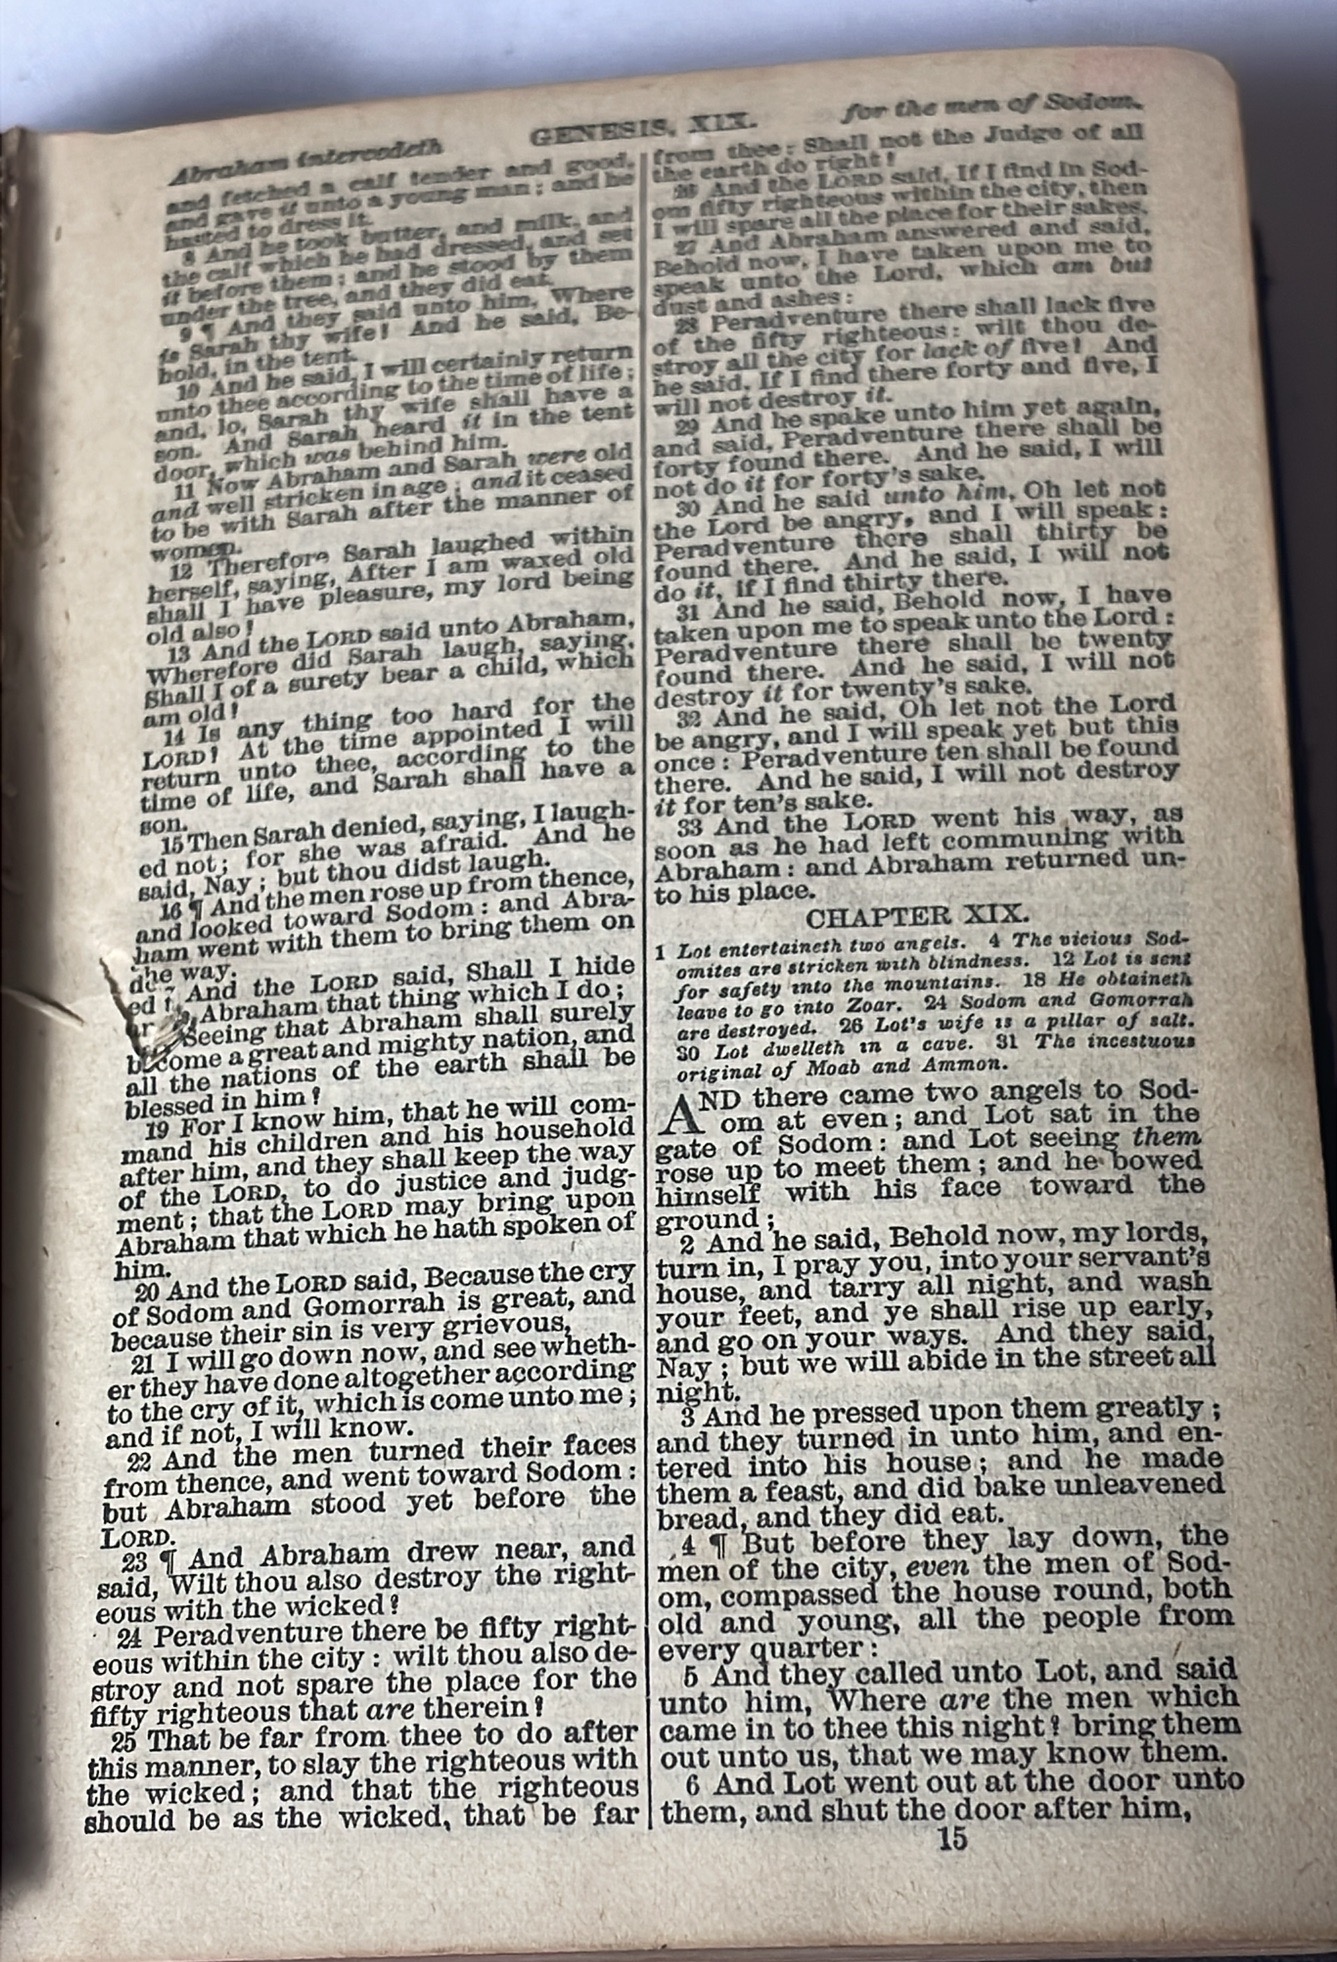 Abraham intercedeth
GENESIS, XIX.
for the men of Sodom.
and fetched a calf tender and good,
and gave it unto a young man; and he
hasted to dress it.
8 And he took butter, and milk, and
the calf which he had dressed, and set
it before them; and he stood by them
under the tree, and they did eat.
9 ¶ And they said unto him, Where
is Sarah thy wife? And he said, Be-
hold, in the tent.
10 And he said, I will certainly return
unto thee according to the time of life;
and, lo, Sarah thy wife shall have a
son. And Sarah heard it in the tent
door, which was behind him.
11 Now Abraham and Sarah were old
and well stricken in age; and it ceased
to be with Sarah after the manner of
women.
12 Therefore Sarah laughed within
herself, saying, After I am waxed old
shall I have pleasure, my lord being
old also?
13 And the LORD said unto Abraham,
Wherefore did Sarah laugh, saying,
Shall I of a surety bear a child, which
am old?
14 Is any thing too hard for the
LORD? At the time appointed I will
return unto thee, according to the
time of life, and Sarah shall have a
son.
15 Then Sarah denied, saying, I laugh-
ed not; for she was afraid. And he
said, Nay; but thou didst laugh.
16 ¶ And the men rose up from thence,
and looked toward Sodom: and Abra-
ham went with them to bring them on
the way.
And the LORD said, Shall I hide
Abraham that thing which I do;
Seeing that Abraham shall surely
become a great and mighty nation, and
all the nations of the earth shall be
blessed in him?
19 For I know him, that he will com-
mand his children and his household
after him, and they shall keep the way
of the LORD, to do justice and judg-
ment; that the LORD may bring upon
Abraham that which he hath spoken of
him.
20 And the LORD said, Because the cry
of Sodom and Gomorrah is great, and
because their sin is very grievous,
21 I will go down now, and see wheth-
er they have done altogether according
to the cry of it, which is come unto me;
and if not, I will know.
22 And the men turned their faces
from thence, and went toward Sodom:
but Abraham stood yet before the
LORD.
23 ¶ And Abraham drew near, and
said, Wilt thou also destroy the right-
eous with the wicked?
24 Peradventure there be fifty right-
eous within the city: wilt thou also de-
stroy and not spare the place for the
fifty righteous that are therein?
25 That be far from thee to do after
this manner, to slay the righteous with
the wicked; and that the righteous
should be as the wicked, that be far
from thee: Shall not the Judge of all
the earth do right?
26 And the LORD said, If I find in Sod-
om fifty righteous within the city, then
I will spare all the place for their sakes.
27 And Abraham answered and said,
Behold now, I have taken upon me to
speak unto the Lord, which am but
dust and ashes:
28 Peradventure there shall lack five
of the fifty righteous: wilt thou de-
stroy all the city for lack of five? And
he said, If I find there forty and five, I
will not destroy it.
29 And he spake unto him yet again,
and said, Peradventure there shall be
forty found there. And he said, I will
not do it for forty's sake.
30 And he said unto him, Oh let not
the Lord be angry, and I will speak:
Peradventure there shall thirty be
found there. And he said, I will not
do it, if I find thirty there.
31 And he said, Behold now, I have
taken upon me to speak unto the Lord:
Peradventure there shall be twenty
found there. And he said, I will not
destroy it for twenty's sake.
32 And he said, Oh let not the Lord
be angry, and I will speak yet but this
once: Peradventure ten shall be found
there. And he said, I will not destroy
it for ten's sake.
33 And the LORD went his way, as
soon as he had left communing with
Abraham: and Abraham returned un-
to his place.
CHAPTER XIX.
1 Lot entertaineth two angels. 4 The vicious Sod-
omites are stricken with blindness. 12 Lot is sent
for safety into the mountains. 18 He obtaineth
leave to go into Zoar. 24 Sodom and Gomorrah
are destroyed. 26 Lot's wife is a pillar of salt.
30 Lot dwelleth in a cave. 31 The incestuous
original of Moab and Ammon.
AND there came two angels to Sod-
om at even; and Lot sat in the
gate of Sodom: and Lot seeing them
rose up to meet them; and he bowed
himself with his face toward the
ground;
2 And he said, Behold now, my lords,
turn in, I pray you, into your servant's
house, and tarry all night, and wash
your feet, and ye shall rise up early,
and go on your ways. And they said,
Nay; but we will abide in the street all
night.
3 And he pressed upon them greatly;
and they turned in unto him, and en-
tered into his house; and he made
them a feast, and did bake unleavened
bread, and they did eat.
4 ¶ But before they lay down, the
men of the city, even the men of Sod-
om, compassed the house round, both
old and young, all the people from
every quarter:
5 And they called unto Lot, and said
unto him, Where are the men which
came in to thee this night? bring them
out unto us, that we may know them.
6 And Lot went out at the door unto
them, and shut the door after him,
15